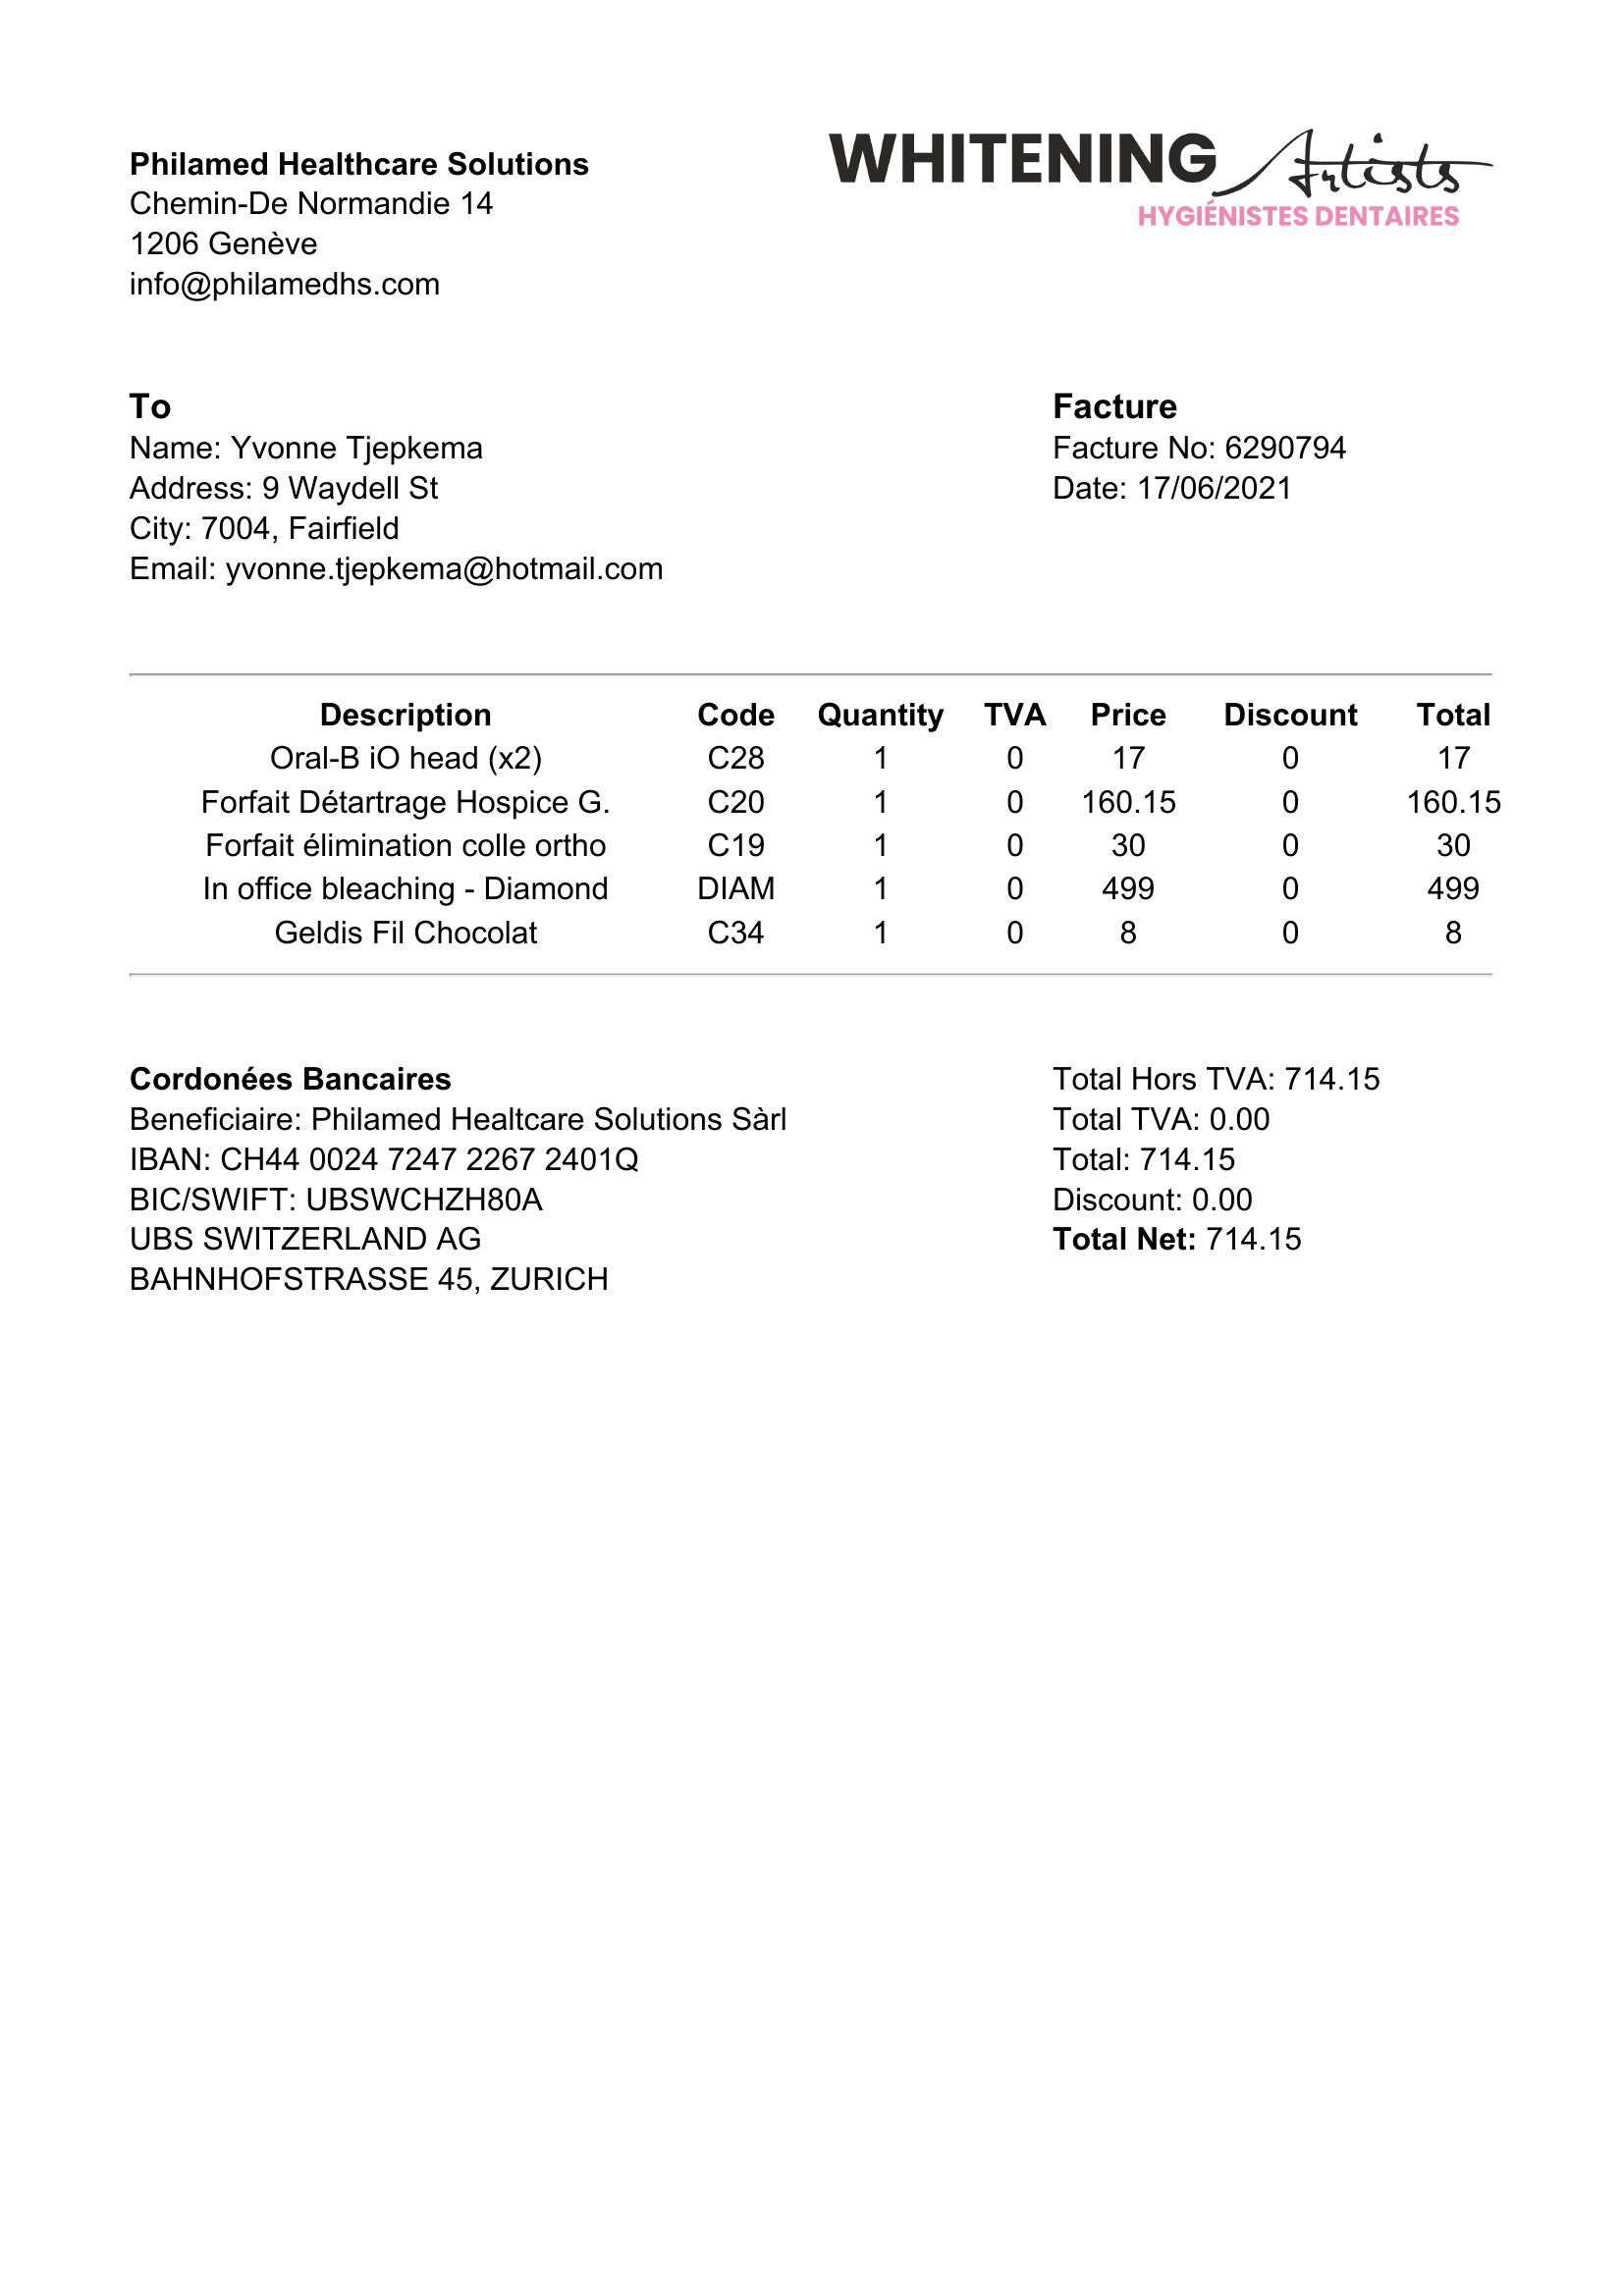 Philamed Healthcare Solutions
Chemin-De Normandie 14
1206 Genève
info@philamedhs.com
WHITENING Artists
HYGIÉNISTES DENTAIRES
To
Name: Yvonne Tjepkema
Address: 9 Waydell St
City: 7004, Fairfield
Email: yvonne.tjepkema@hotmail.com
Facture
Facture No: 6290794
Date: 17/06/2021
Description Code Quantity TVA Price Discount Total
Oral-B iO head (x2) C28 1 0 17 0 17
Forfait Détartrage Hospice G. C20 1 0 160.15 0 160.15
Forfait élimination colle ortho C19 1 0 30 0 30
In office bleaching - Diamond DIAM 1 0 499 0 499
Geldis Fil Chocolat C34 1 0 8 0 8
Cordonées Bancaires
Beneficiaire: Philamed Healtcare Solutions Sàrl
IBAN: CH44 0024 7247 2267 2401Q
BIC/SWIFT: UBSWCHZH80A
UBS SWITZERLAND AG
BAHNHOFSTRASSE 45, ZURICH
Total Hors TVA: 714.15
Total TVA: 0.00
Total: 714.15
Discount: 0.00
Total Net: 714.15